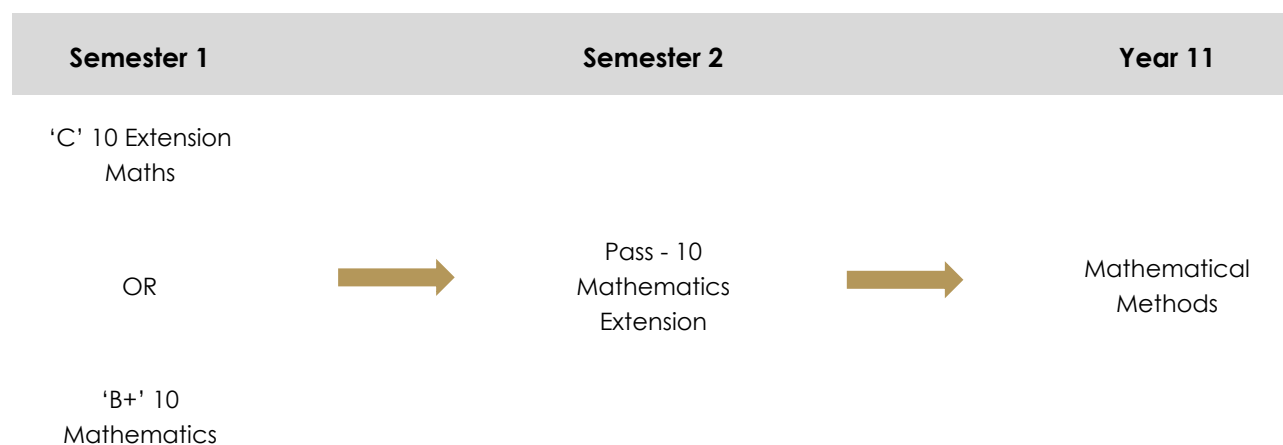 Semester 1
Semester 2
Year 11
‘C’ 10 Extension
Maths
OR
‘B+’ 10
Mathematics
Pass - 10
Mathematics
Extension
Mathematical
Methods